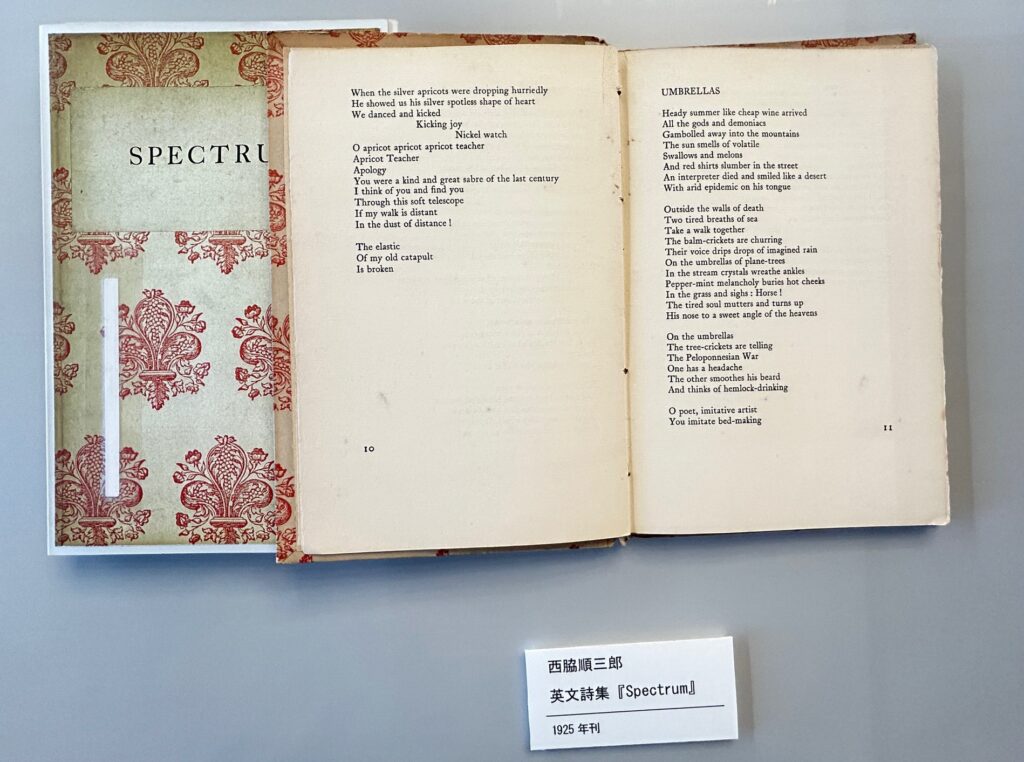 SPECTRU
When the silver apricots were dropping hurriedly
He showed us his silver spotless shape of heart
We danced and kicked
Kicking joy
Nickel watch
O apricot apricot apricot teacher
Apricot Teacher
Apology
You were a kind and great sabre of the last century
I think of you and find you
Through this soft telescope
If my walk is distant
In the dust of distance !
The elastic
Of my old catapult
Is broken
10
UMBRELLAS
Heady summer like cheap wine arrived
All the gods and demoniacs
Gambolled away into the mountains
The sun smells of volatile
Swallows and melons
And red shirts slumber in the street
An interpreter died and smiled like a desert
With arid epidemic on his tongue
Outside the walls of death
Two tired breaths of sea
Take a walk together
The balm-crickets are churring
Their voice drips drops of imagined rain
On the umbrellas of plane-trees
In the stream crystals wreathe ankles
Pepper-mint melancholy buries hot cheeks
In the grass and sighs : Horse !
The tired soul mutters and turns up
His nose to a sweet angle of the heavens
On the umbrellas
The tree-crickets are telling
The Peloponnesian War
One has a headache
The other smoothes his beard
And thinks of hemlock-drinking
O poet, imitative artist
You imitate bed-making
11
西脇順三郎
英文詩集『Spectrum』
1925年刊